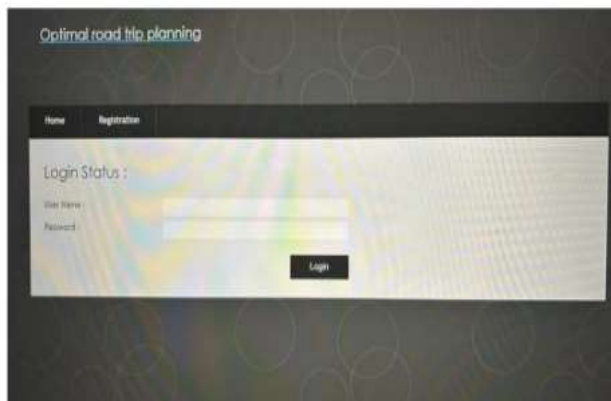 Optimal road trip planning
Home Registration
Login Status :
User Name :
Password :
Login